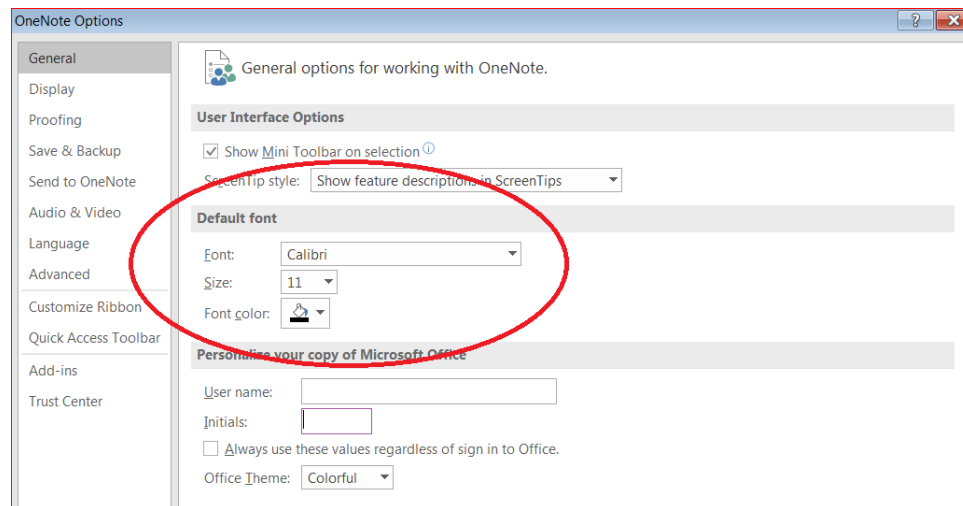 OneNote Options
General
Display
Proofing
Save & Backup
Send to OneNote
Audio & Video
Language
Advanced
Customize Ribbon
Quick Access Toolbar
Add-ins
Trust Center
General options for working with OneNote.
User Interface Options
Show Mini Toolbar on selection
ScreenTip style: Show feature descriptions in ScreenTips
Default font
Font: Calibri
Size: 11
Font color:
Personalize your copy of Microsoft Office
User name:
Initials:
Always use these values regardless of sign in to Office.
Office Theme: Colorful